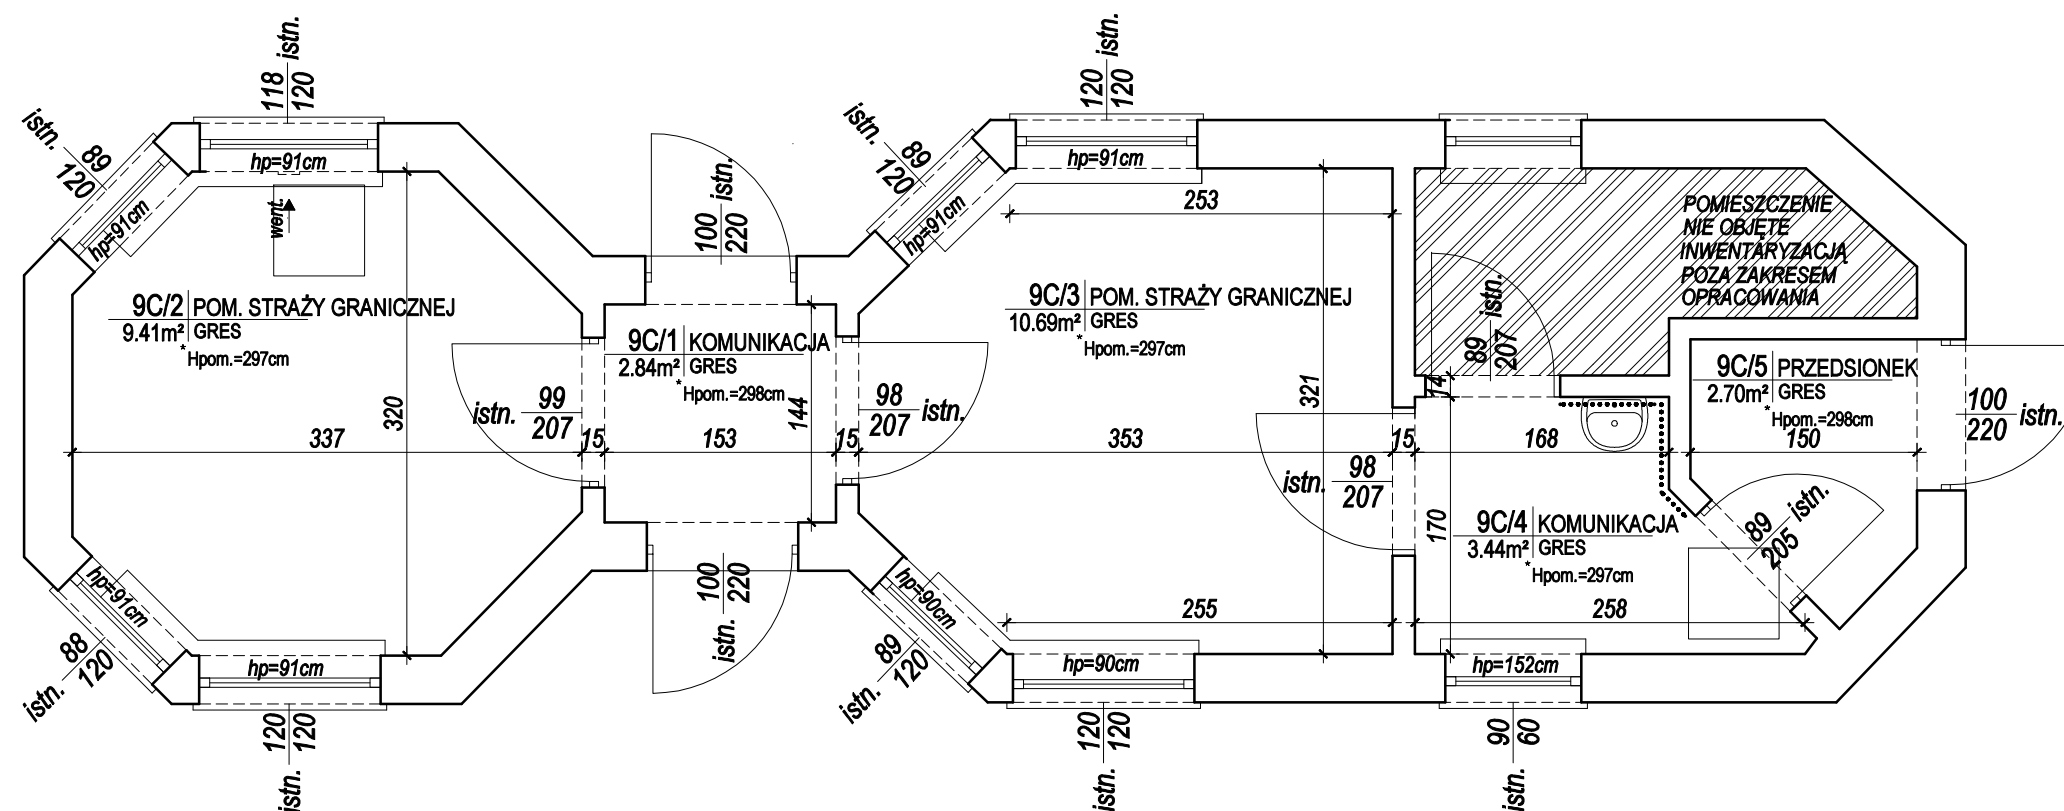 118
120 istn.
istn. 89
120
hp=91cm
hp=91cm
went.
9C/2 POM. STRAŻY GRANICZNEJ
9.41m² GRES
* Hpom.=297cm
337
320
istn. 99
207
hp=91cm
istn. 88
120
hp=91cm
120
120
istn.
100
220 istn.
9C/1 KOMUNIKACJA
2.84m² GRES
* Hpom.=298cm
144
15
153
15
98
207 istn.
100
220
istn.
120
120 istn.
istn. 89
120
hp=91cm
hp=91cm
253
9C/3 POM. STRAŻY GRANICZNEJ
10.69m² GRES
* Hpom.=297cm
321
353
istn. 98
207
15
255
hp=90cm
istn. 89
120
hp=90cm
120
120
istn.
POMIESZCZENIE
NIE OBJĘTE
INWENTARYZACJĄ
POZA ZAKRESEM
OPRACOWANIA
89
207 istn.
14
168
170
9C/4 KOMUNIKACJA
3.44m² GRES
* Hpom.=297cm
258
hp=152cm
90
60
istn.
9C/5 PRZEDSIONEK
2.70m² GRES
* Hpom.=298cm
150
89
205 istn.
100
220 istn.